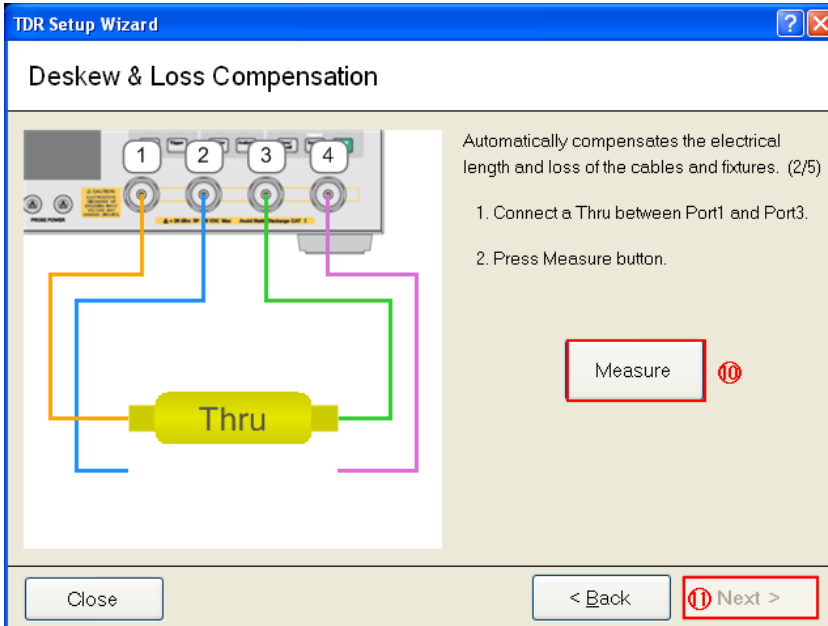 TDR Setup Wizard
Deskew & Loss Compensation
1 2 3 4
PROBE POWER
Automatically compensates the electrical
length and loss of the cables and fixtures. (2/5)
1. Connect a Thru between Port1 and Port3.
2. Press Measure button.
Thru
Measure ⑩
Close
< Back
⑪ Next >